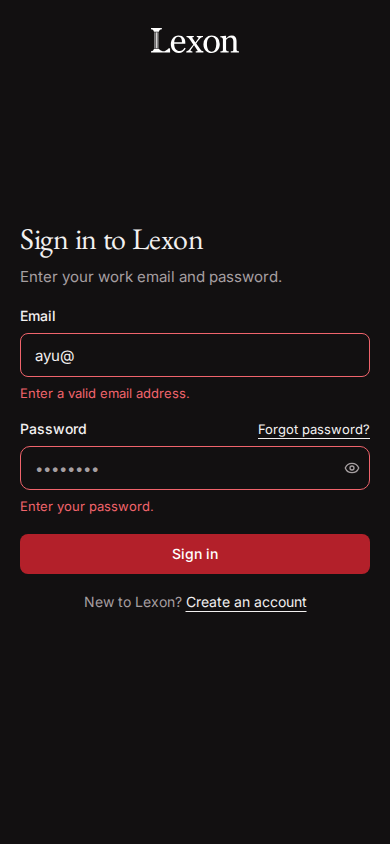 Lexon
Sign in to Lexon
Enter your work email and password.
Email
ayu@
Enter a valid email address.
Password Forgot password?
••••••••
Enter your password.
Sign in
New to Lexon? Create an account